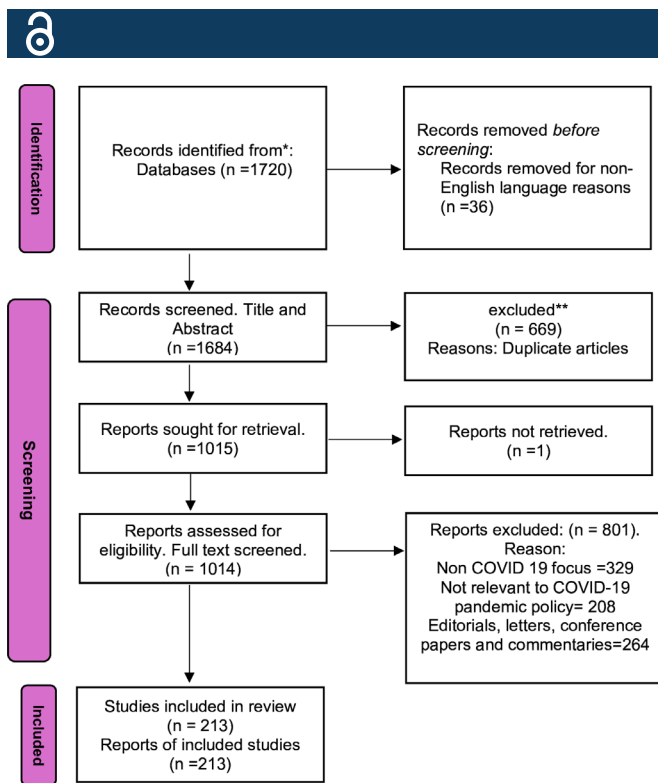 Identification
Records identified from*:
Databases (n =1720)
Records removed before
screening:
Records removed for non-
English language reasons
(n =36)
Screening
Records screened. Title and
Abstract
(n =1684)
excluded**
(n = 669)
Reasons: Duplicate articles
Reports sought for retrieval.
(n =1015)
Reports not retrieved.
(n =1)
Reports assessed for
eligibility. Full text screened.
(n = 1014)
Reports excluded: (n = 801).
Reason:
Non COVID 19 focus =329
Not relevant to COVID-19
pandemic policy= 208
Editorials, letters, conference
papers and commentaries=264
Included
Studies included in review
(n = 213)
Reports of included studies
(n =213)